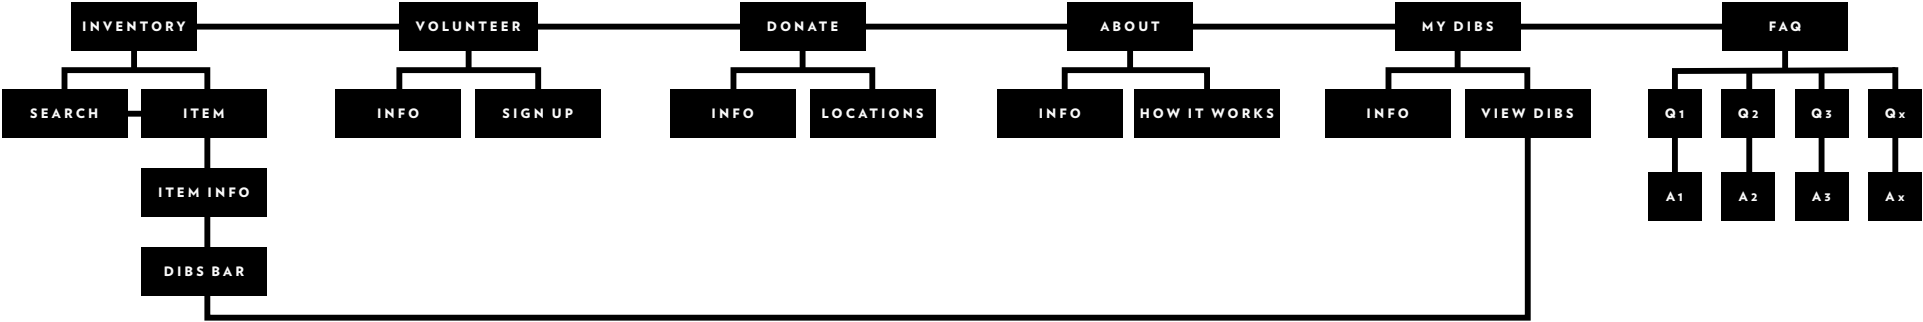 INVENTORY
VOLUNTEER
DONATE
ABOUT
MY DIBS
FAQ
SEARCH
ITEM
INFO
SIGN UP
INFO
LOCATIONS
INFO
HOW IT WORKS
INFO
VIEW DIBS
Q1
Q2
Q3
Qx
ITEM INFO
A1
A2
A3
Ax
DIBS BAR